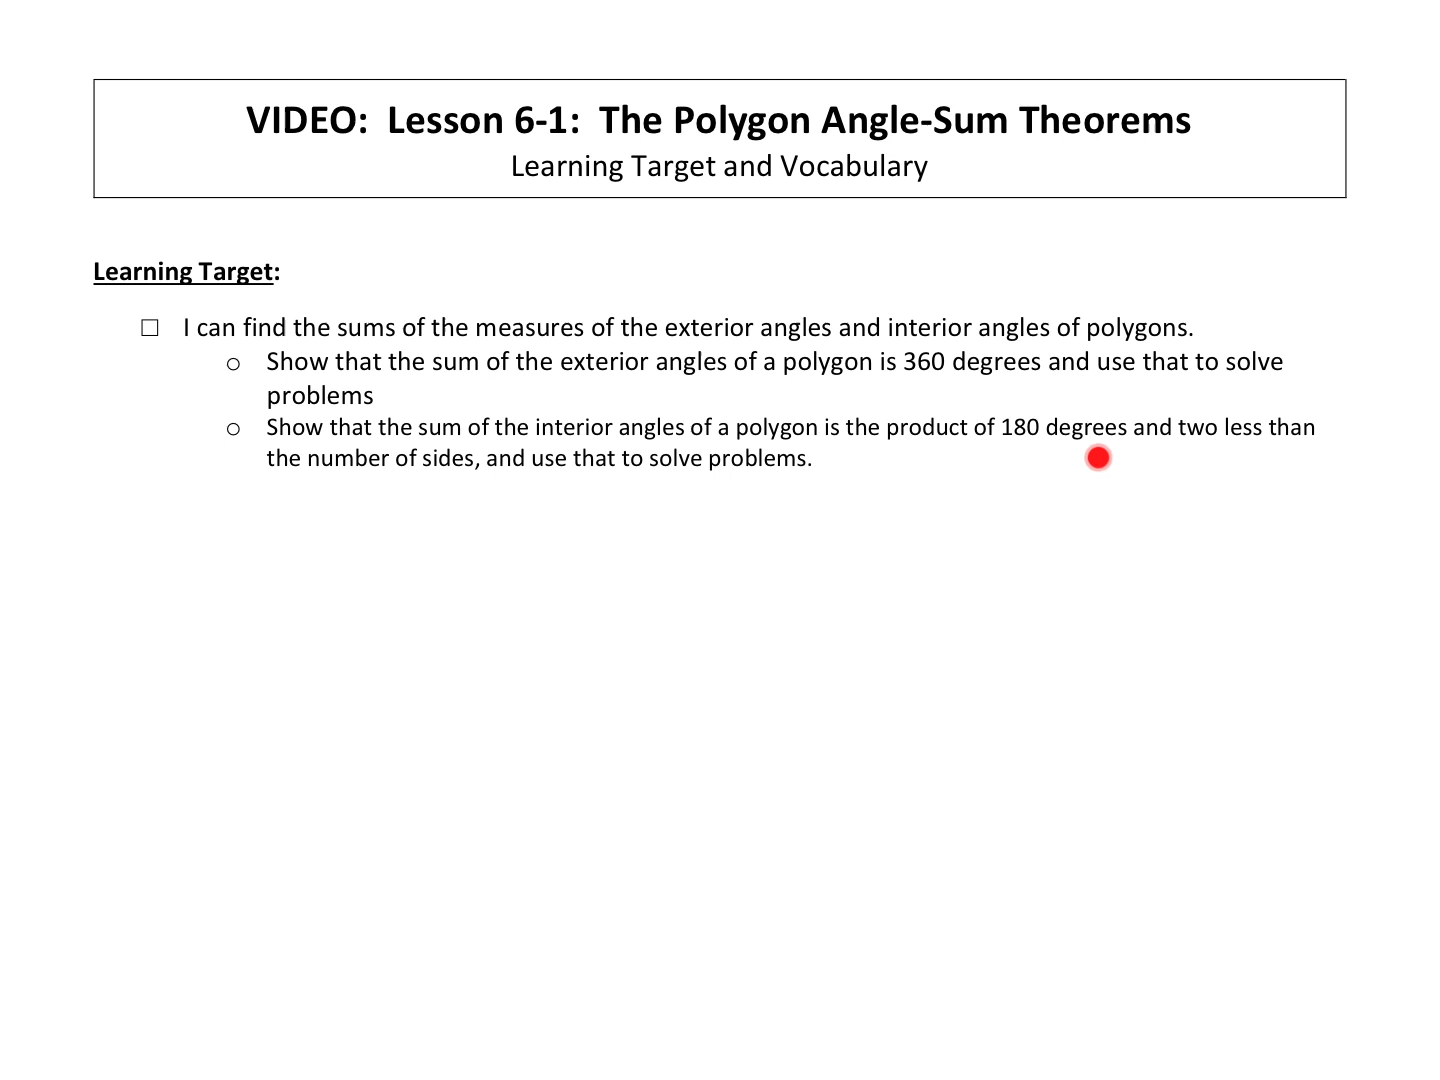 VIDEO:  Lesson 6-1:  The Polygon Angle-Sum Theorems
Learning Target and Vocabulary
Learning Target:
□ I can find the sums of the measures of the exterior angles and interior angles of polygons.
o Show that the sum of the exterior angles of a polygon is 360 degrees and use that to solve
problems
o Show that the sum of the interior angles of a polygon is the product of 180 degrees and two less than
the number of sides, and use that to solve problems.